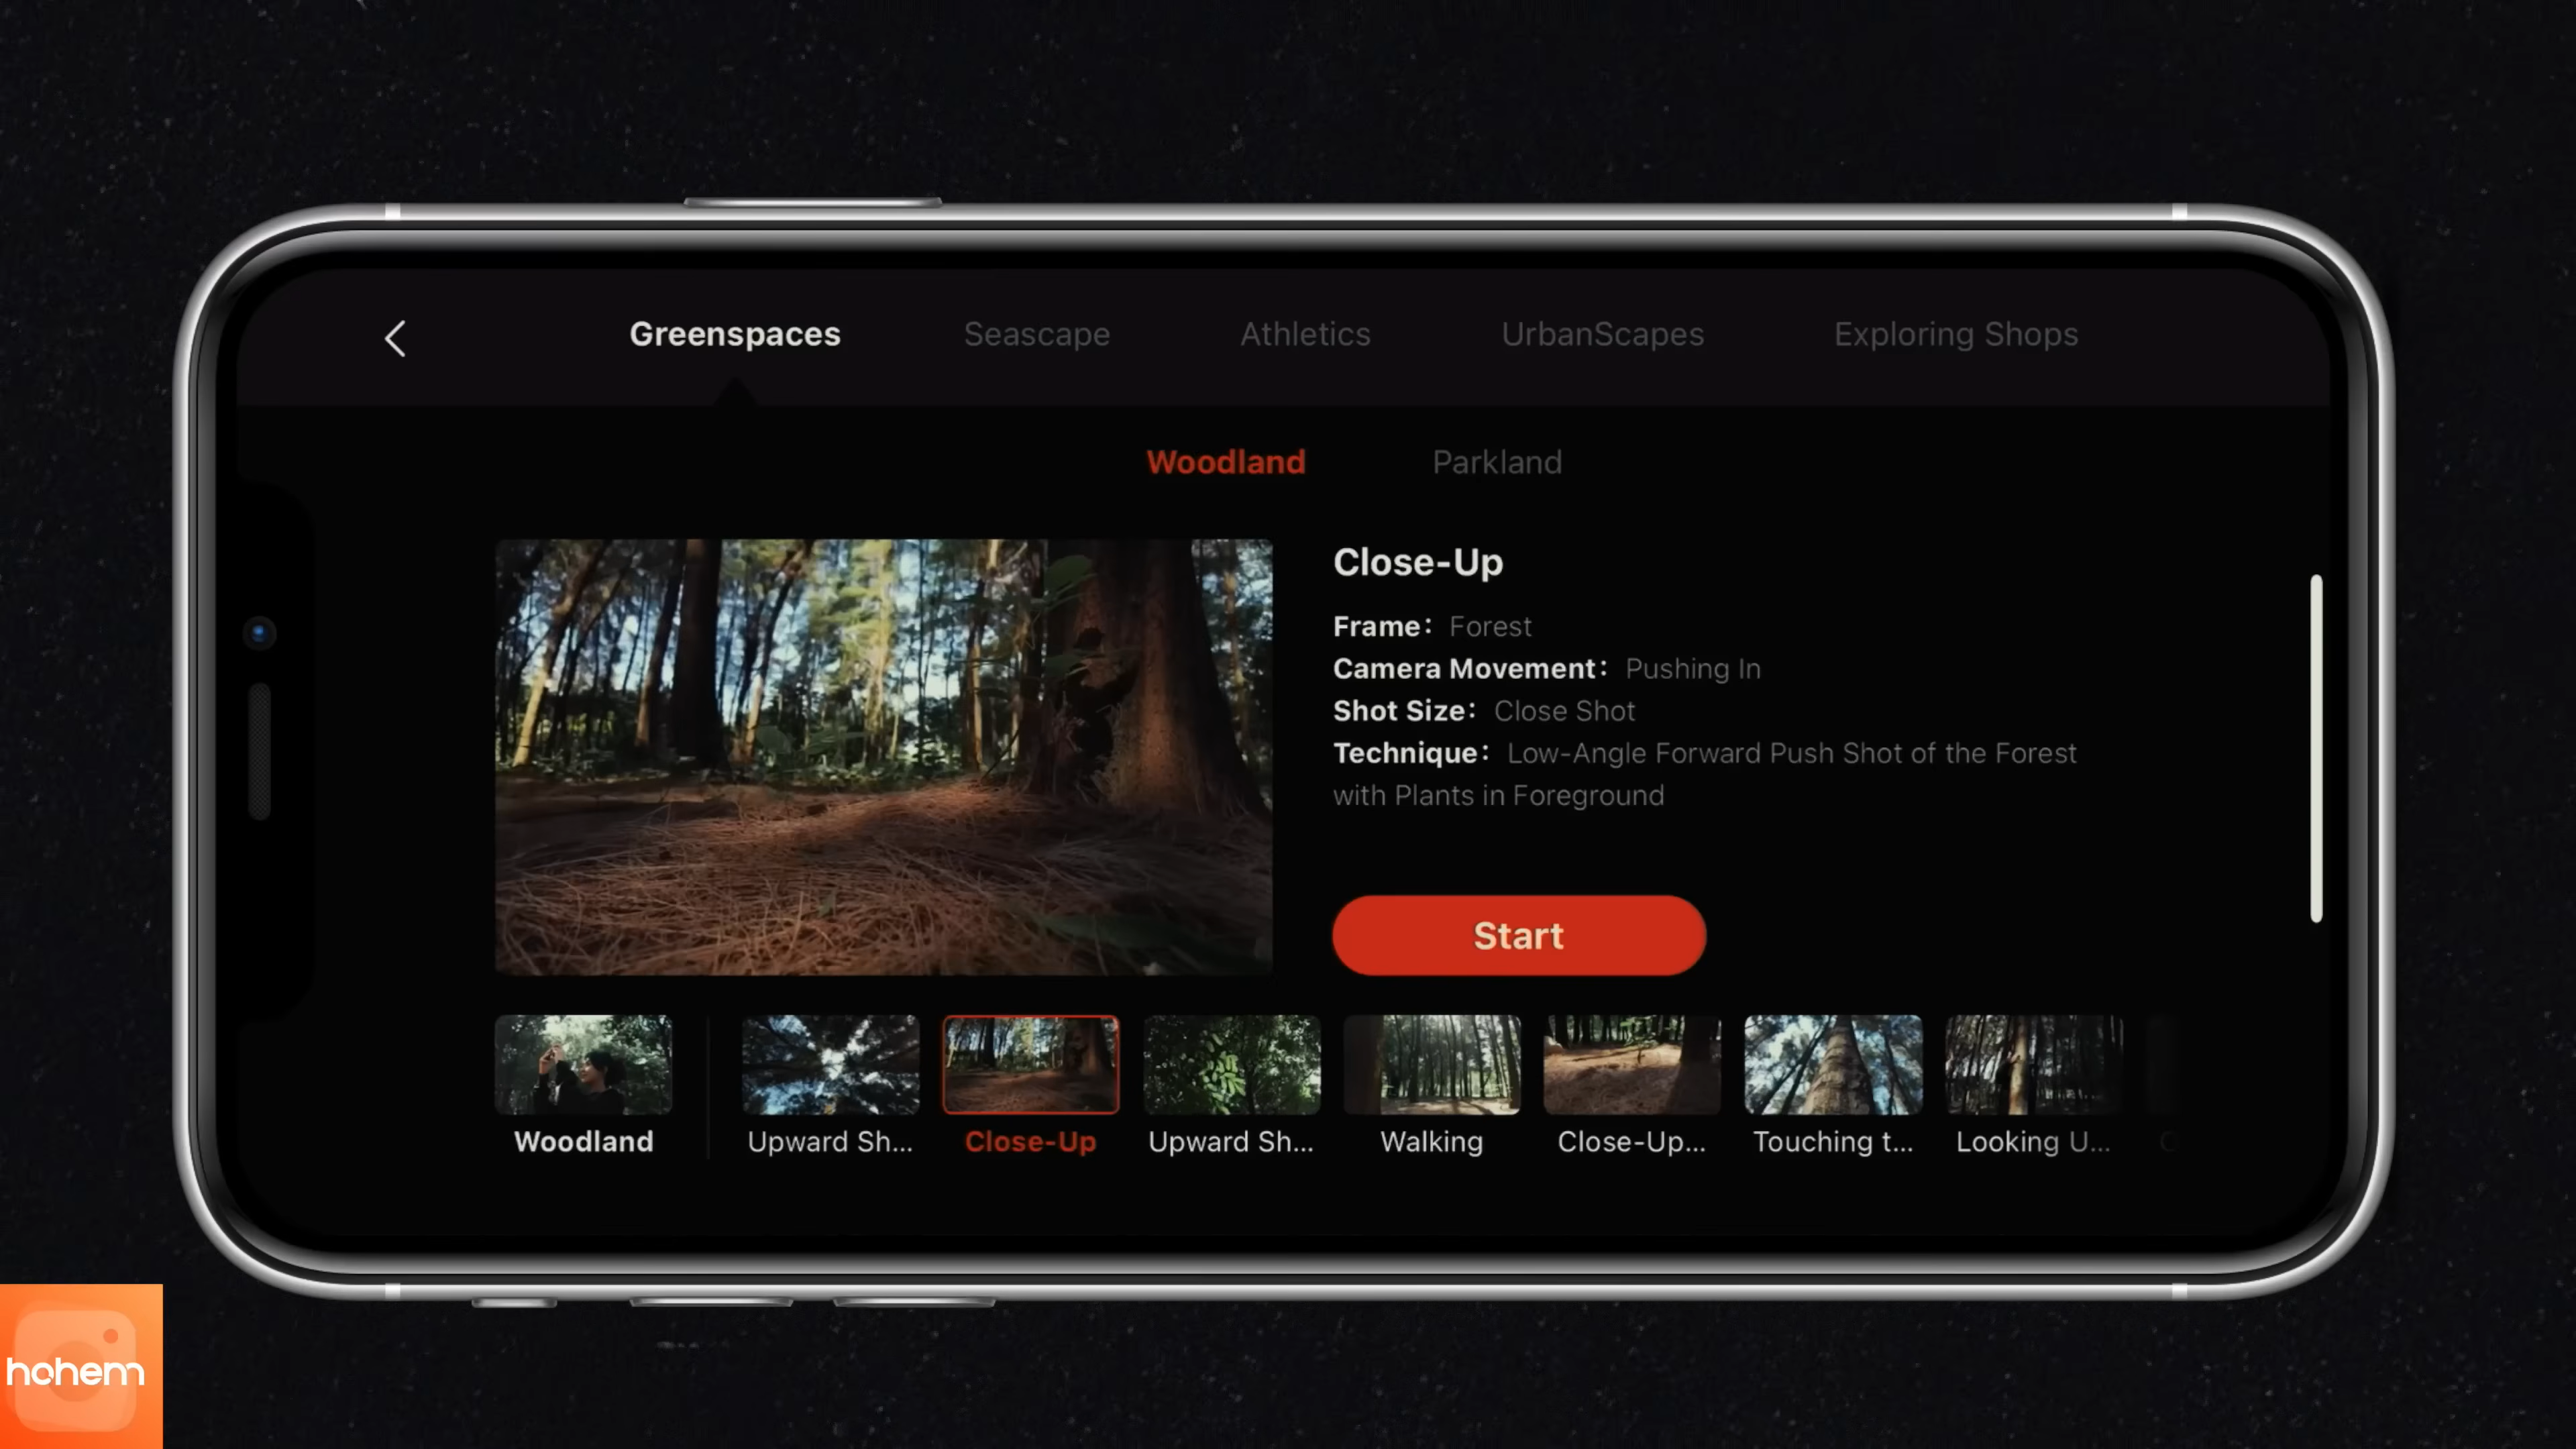 Greenspaces Seascape Athletics UrbanScapes Exploring Shops
Woodland Parkland
Close-Up
Frame: Forest
Camera Movement: Pushing In
Shot Size: Close Shot
Technique: Low-Angle Forward Push Shot of the Forest
with Plants in Foreground
Start
Woodland Upward Sh... Close-Up Upward Sh... Walking Close-Up... Touching t... Looking U...
hohem